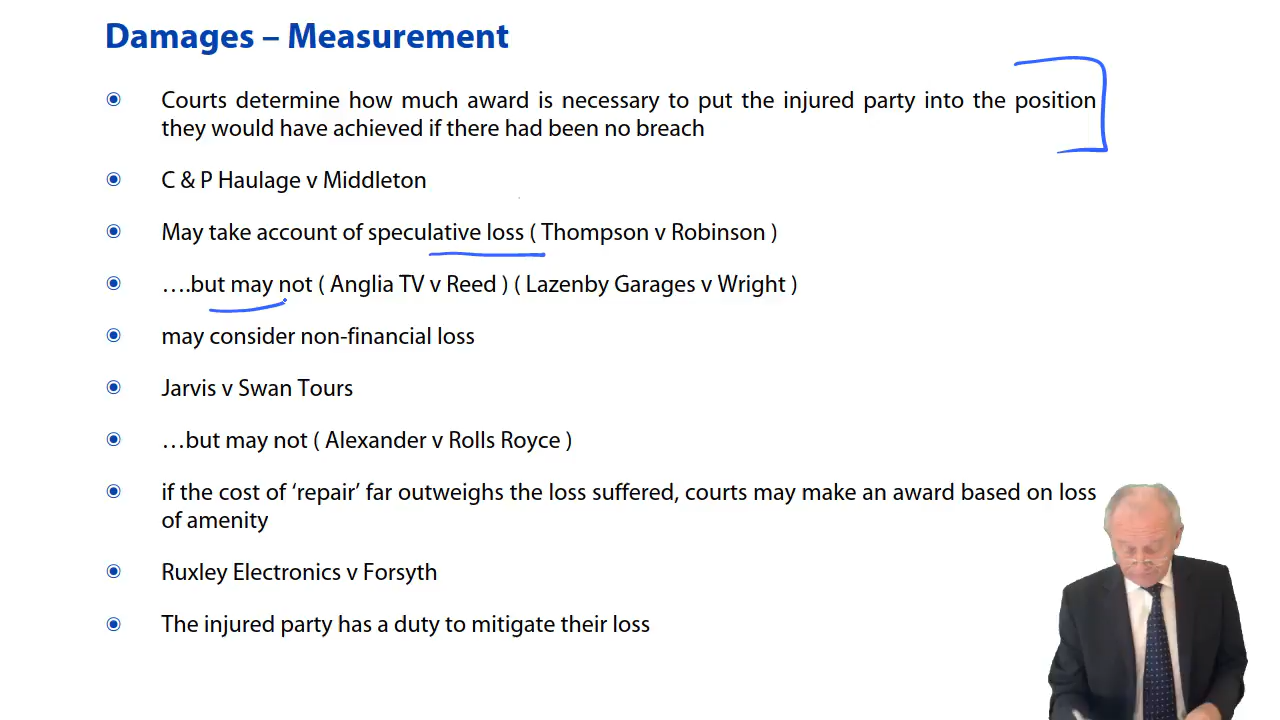 Damages – Measurement
Courts determine how much award is necessary to put the injured party into the position
they would have achieved if there had been no breach
C & P Haulage v Middleton
May take account of speculative loss ( Thompson v Robinson )
….but may not ( Anglia TV v Reed ) ( Lazenby Garages v Wright )
may consider non-financial loss
Jarvis v Swan Tours
…but may not ( Alexander v Rolls Royce )
if the cost of ‘repair’ far outweighs the loss suffered, courts may make an award based on loss
of amenity
Ruxley Electronics v Forsyth
The injured party has a duty to mitigate their loss